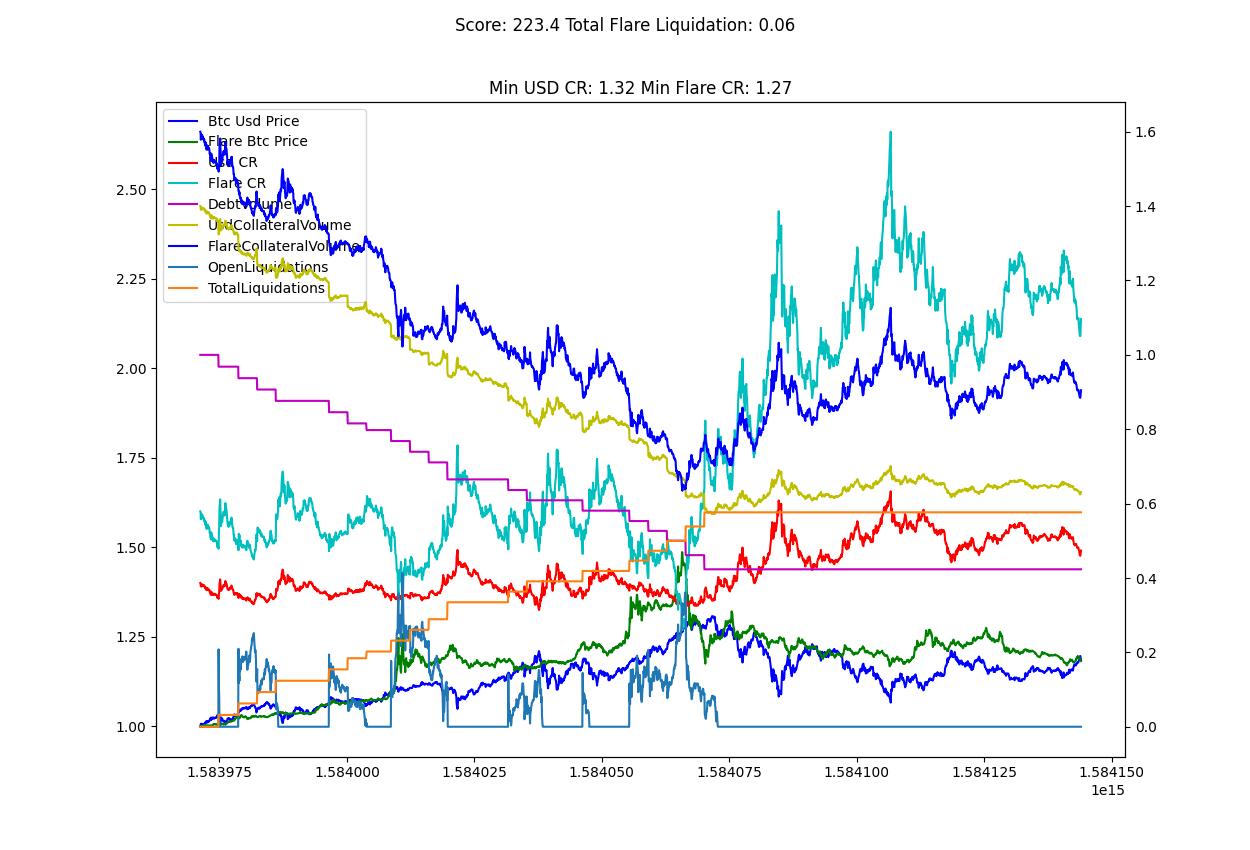 Score: 223.4 Total Flare Liquidation: 0.06
Min USD CR: 1.32 Min Flare CR: 1.27
Btc Usd Price
Flare Btc Price
Usd CR
Flare CR
DebtVolume
UsdCollateralVolume
FlareCollateralVolume
OpenLiquidations
TotalLiquidations
2.50
2.25
2.00
1.75
1.50
1.25
1.00
1.6
1.4
1.2
1.0
0.8
0.6
0.4
0.2
0.0
1.583975 1.584000 1.584025 1.584050 1.584075 1.584100 1.584125 1.584150
1e15